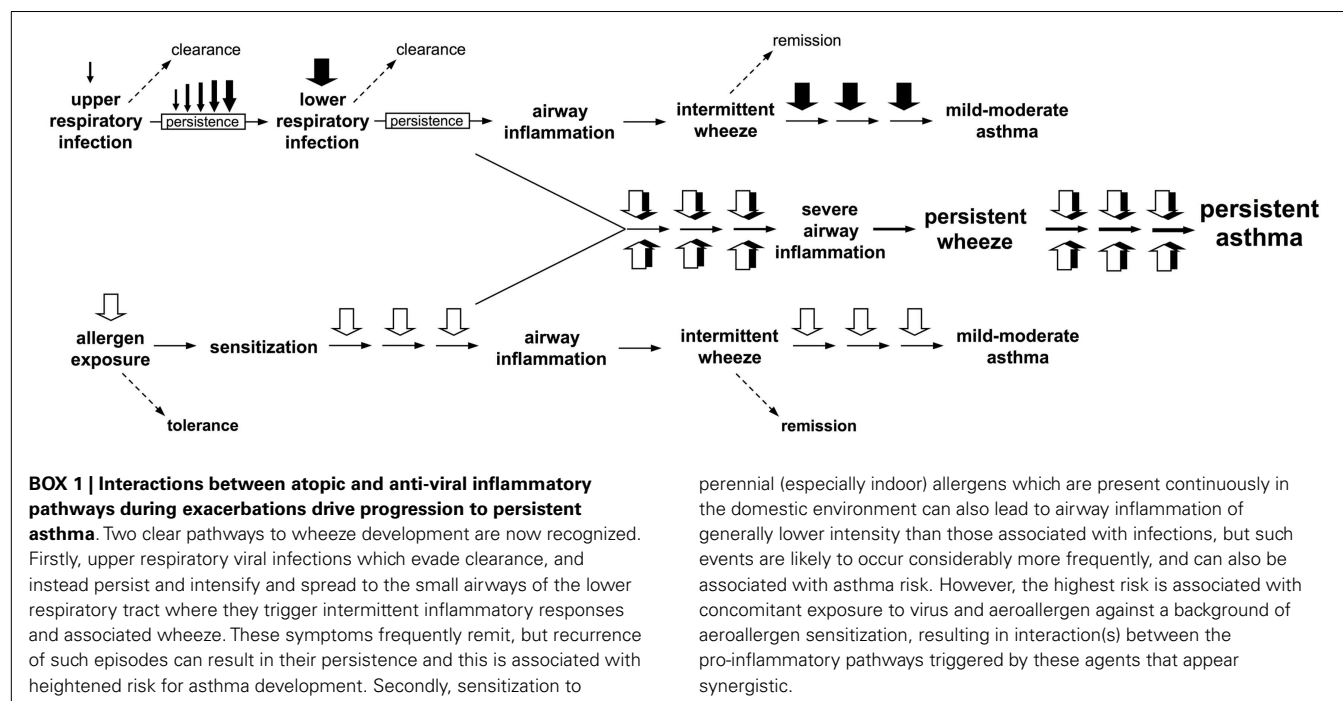 clearance
clearance
remission
upper
respiratory
infection
persistence
lower
respiratory
infection
persistence
airway
inflammation
intermittent
wheeze
mild-moderate
asthma
severe
airway
inflammation
persistent
wheeze
persistent
asthma
allergen
exposure
sensitization
airway
inflammation
intermittent
wheeze
mild-moderate
asthma
tolerance
remission
BOX 1 | Interactions between atopic and anti-viral inflammatory
pathways during exacerbations drive progression to persistent
asthma. Two clear pathways to wheeze development are now recognized.
Firstly, upper respiratory viral infections which evade clearance, and
instead persist and intensify and spread to the small airways of the lower
respiratory tract where they trigger intermittent inflammatory responses
and associated wheeze. These symptoms frequently remit, but recurrence
of such episodes can result in their persistence and this is associated with
heightened risk for asthma development. Secondly, sensitization to
perennial (especially indoor) allergens which are present continuously in
the domestic environment can also lead to airway inflammation of
generally lower intensity than those associated with infections, but such
events are likely to occur considerably more frequently, and can also be
associated with asthma risk. However, the highest risk is associated with
concomitant exposure to virus and aeroallergen against a background of
aeroallergen sensitization, resulting in interaction(s) between the
pro-inflammatory pathways triggered by these agents that appear
synergistic.